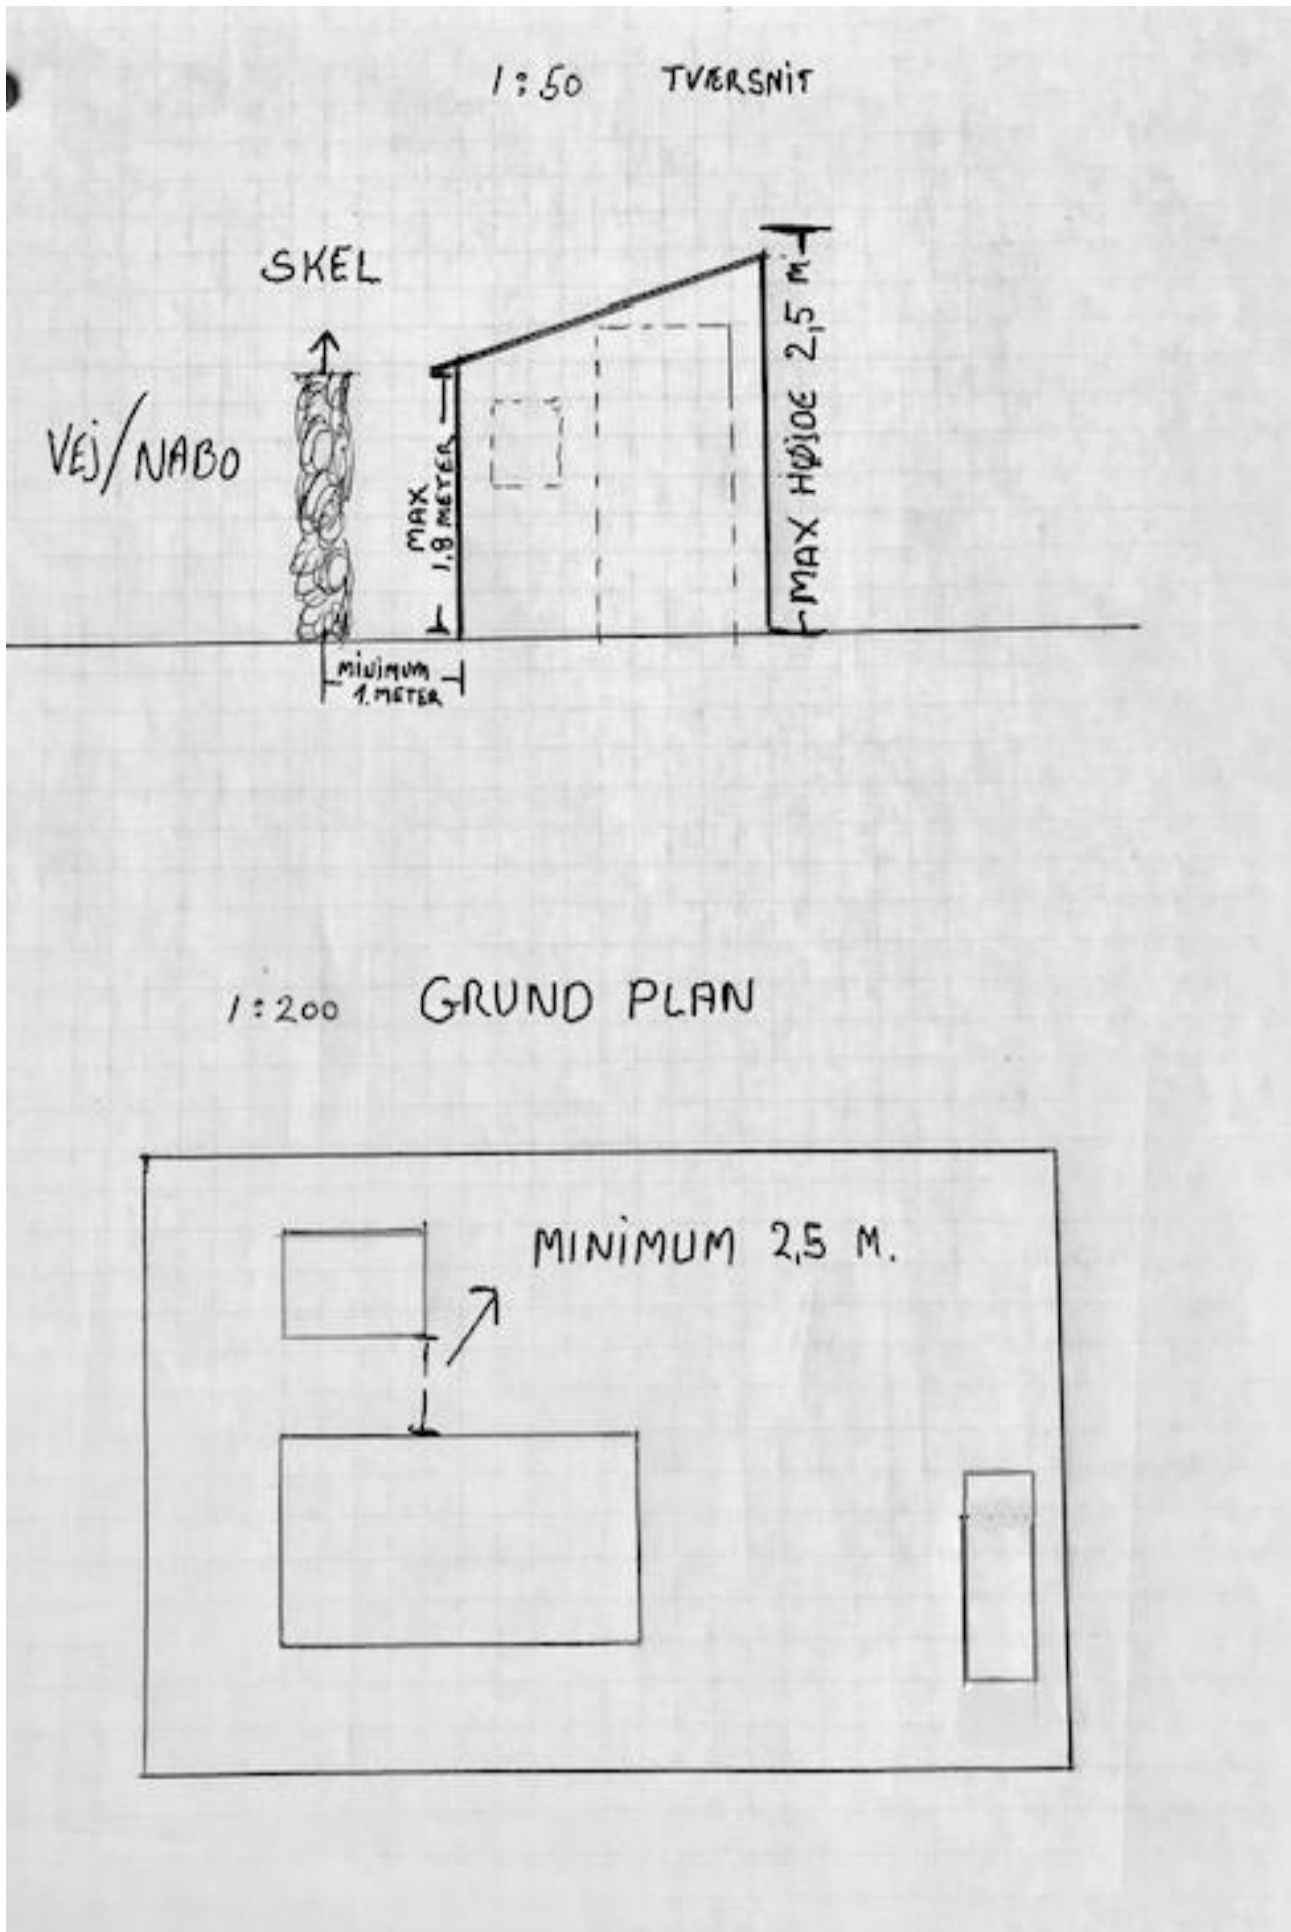 1:50 TVÆRSNIT
SKEL
VEJ/NABO
MAX
1,8 METER
MAX HØJDE 2,5 M
MINIMUM
1. METER
1:200 GRUND PLAN
MINIMUM 2,5 M.